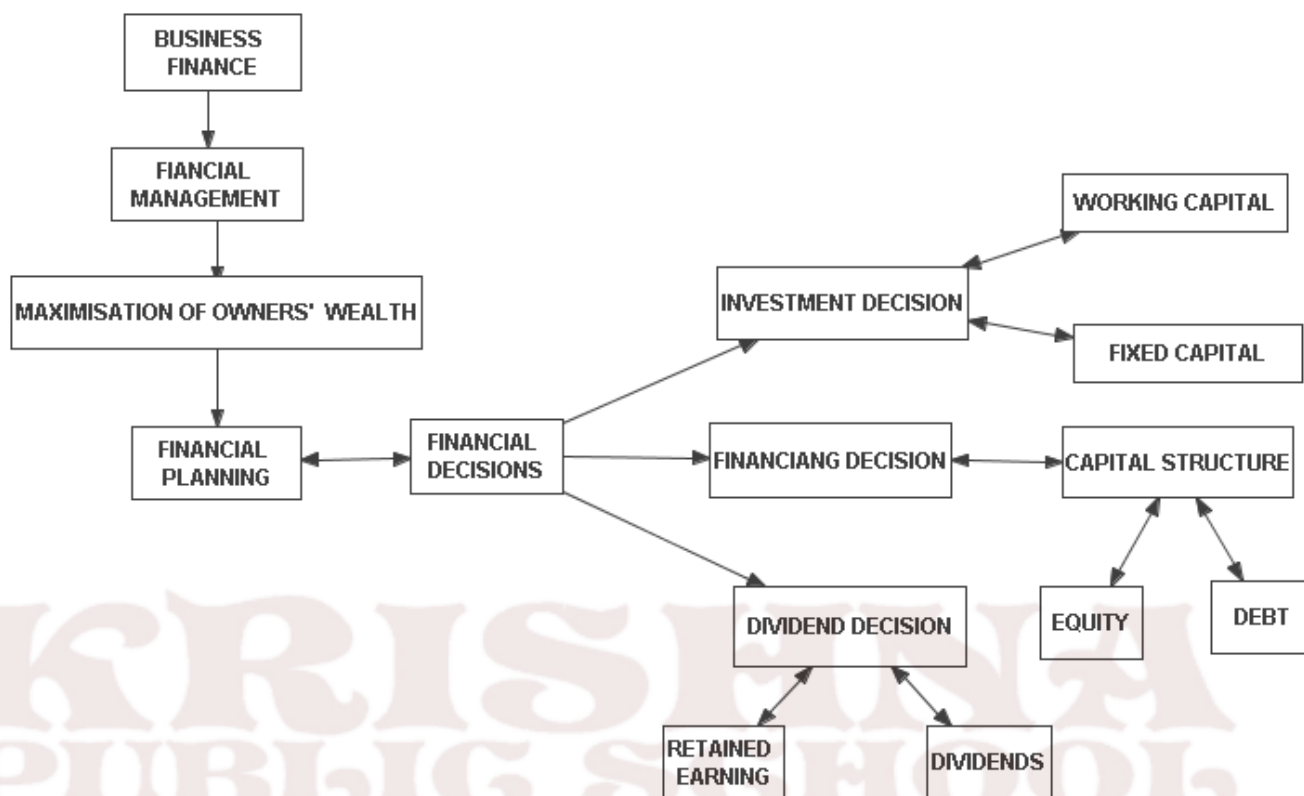 BUSINESS
FINANCE
FIANCIAL
MANAGEMENT
MAXIMISATION OF OWNERS' WEALTH
FINANCIAL
PLANNING
FINANCIAL
DECISIONS
INVESTMENT DECISION
WORKING CAPITAL
FIXED CAPITAL
FINANCIANG DECISION
CAPITAL STRUCTURE
EQUITY
DEBT
DIVIDEND DECISION
RETAINED
EARNING
DIVIDENDS
KRISHNA
PUBLIC SCHOOL